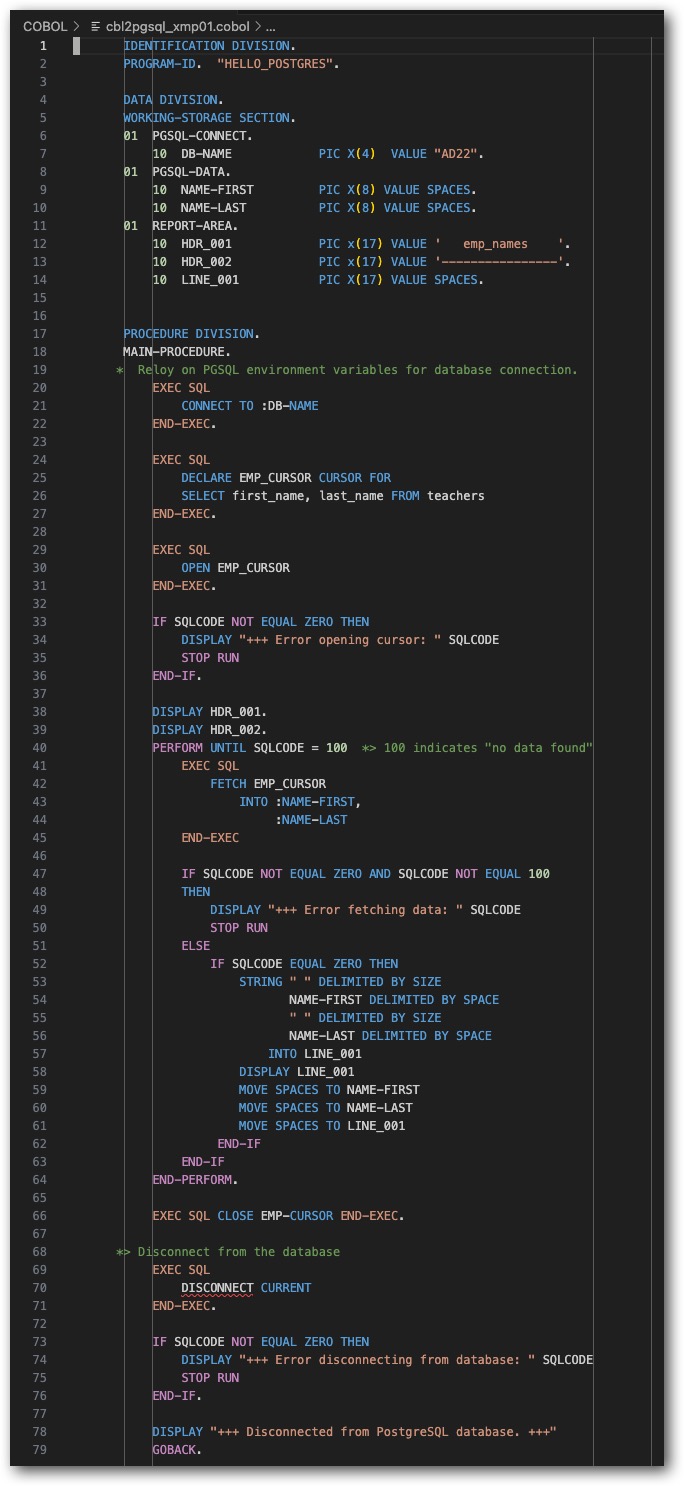 COBOL > cbl2pgsql_xmp01.cobol > ...
1 IDENTIFICATION DIVISION.
2 PROGRAM-ID.  "HELLO_POSTGRES".
3
4 DATA DIVISION.
5 WORKING-STORAGE SECTION.
6 01  PGSQL-CONNECT.
7     10  DB-NAME            PIC X(4)  VALUE "AD22".
8 01  PGSQL-DATA.
9     10  NAME-FIRST         PIC X(8) VALUE SPACES.
10     10  NAME-LAST          PIC X(8) VALUE SPACES.
11 01  REPORT-AREA.
12     10  HDR_001            PIC x(17) VALUE '   emp_names    '.
13     10  HDR_002            PIC x(17) VALUE '----------------'.
14     10  LINE_001           PIC X(17) VALUE SPACES.
15
16
17 PROCEDURE DIVISION.
18 MAIN-PROCEDURE.
19 *  Reloy on PGSQL environment variables for database connection.
20     EXEC SQL
21         CONNECT TO :DB-NAME
22     END-EXEC.
23
24     EXEC SQL
25         DECLARE EMP_CURSOR CURSOR FOR
26         SELECT first_name, last_name FROM teachers
27     END-EXEC.
28
29     EXEC SQL
30         OPEN EMP_CURSOR
31     END-EXEC.
32
33     IF SQLCODE NOT EQUAL ZERO THEN
34         DISPLAY "+++ Error opening cursor: " SQLCODE
35         STOP RUN
36     END-IF.
37
38     DISPLAY HDR_001.
39     DISPLAY HDR_002.
40     PERFORM UNTIL SQLCODE = 100  *> 100 indicates "no data found"
41         EXEC SQL
42             FETCH EMP_CURSOR
43                 INTO :NAME-FIRST,
44                      :NAME-LAST
45         END-EXEC
46
47         IF SQLCODE NOT EQUAL ZERO AND SQLCODE NOT EQUAL 100
48         THEN
49             DISPLAY "+++ Error fetching data: " SQLCODE
50             STOP RUN
51         ELSE
52             IF SQLCODE EQUAL ZERO THEN
53                 STRING " " DELIMITED BY SIZE
54                        NAME-FIRST DELIMITED BY SPACE
55                        " " DELIMITED BY SIZE
56                        NAME-LAST DELIMITED BY SPACE
57                     INTO LINE_001
58                 DISPLAY LINE_001
59                 MOVE SPACES TO NAME-FIRST
60                 MOVE SPACES TO NAME-LAST
61                 MOVE SPACES TO LINE_001
62              END-IF
63         END-IF
64     END-PERFORM.
65
66     EXEC SQL CLOSE EMP-CURSOR END-EXEC.
67
68 *> Disconnect from the database
69     EXEC SQL
70         DISCONNECT CURRENT
71     END-EXEC.
72
73     IF SQLCODE NOT EQUAL ZERO THEN
74         DISPLAY "+++ Error disconnecting from database: " SQLCODE
75         STOP RUN
76     END-IF.
77
78     DISPLAY "+++ Disconnected from PostgreSQL database. +++"
79     GOBACK.